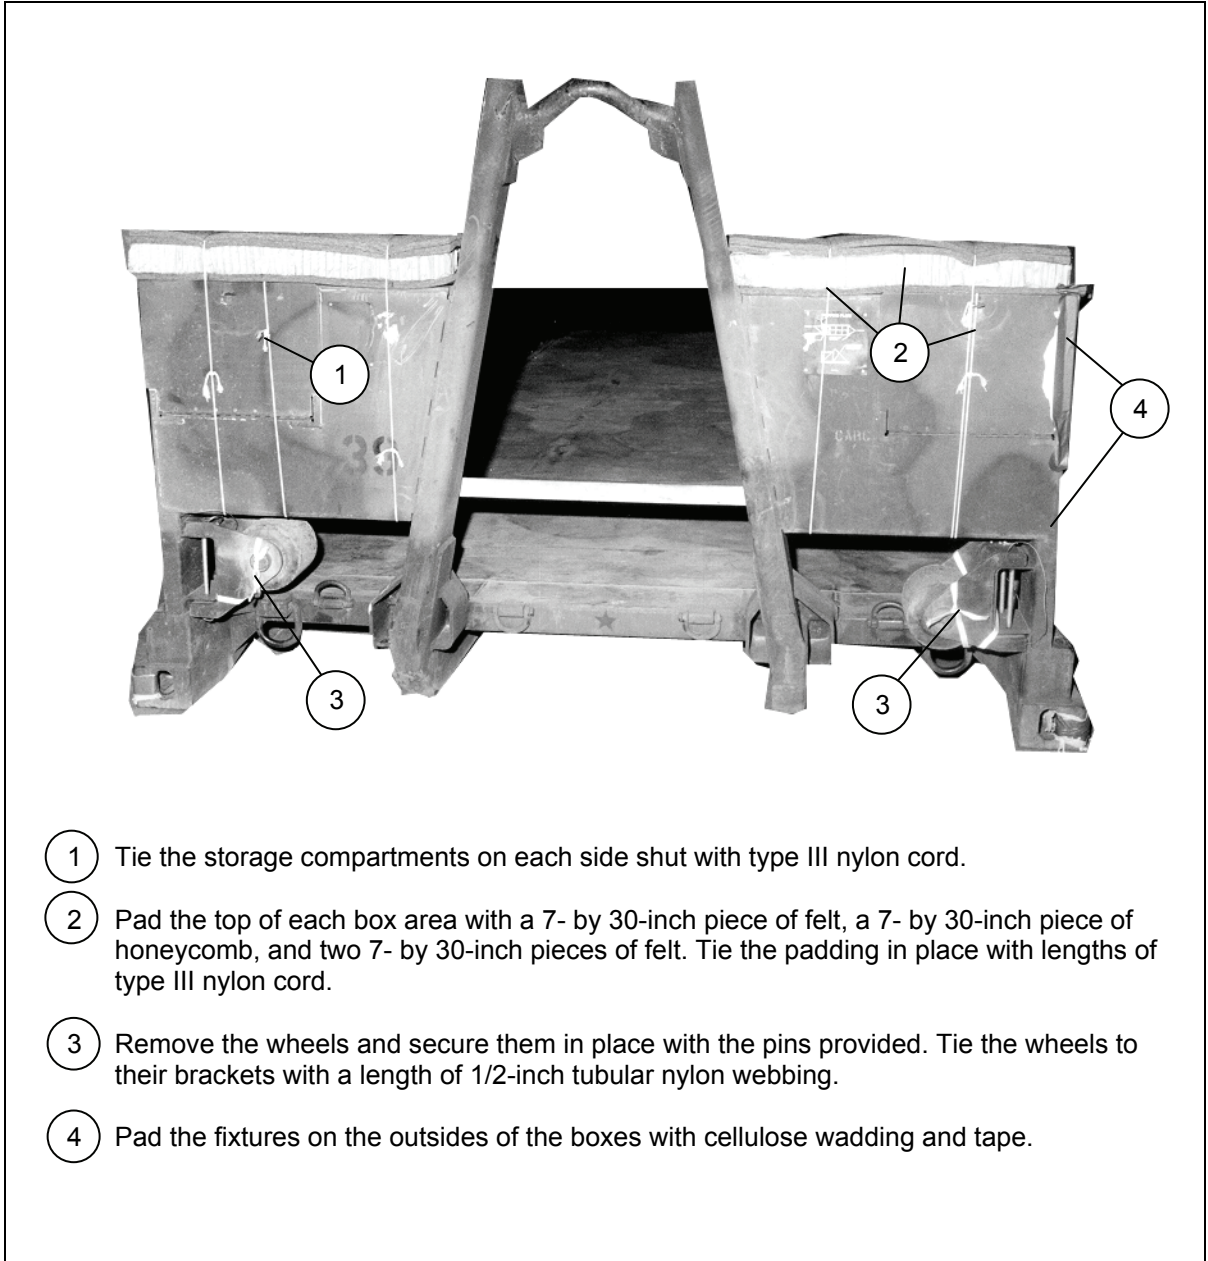 39
CARC
1
2
4
3
3
1 Tie the storage compartments on each side shut with type III nylon cord.
2 Pad the top of each box area with a 7- by 30-inch piece of felt, a 7- by 30-inch piece of
honeycomb, and two 7- by 30-inch pieces of felt. Tie the padding in place with lengths of
type III nylon cord.
3 Remove the wheels and secure them in place with the pins provided. Tie the wheels to
their brackets with a length of 1/2-inch tubular nylon webbing.
4 Pad the fixtures on the outsides of the boxes with cellulose wadding and tape.